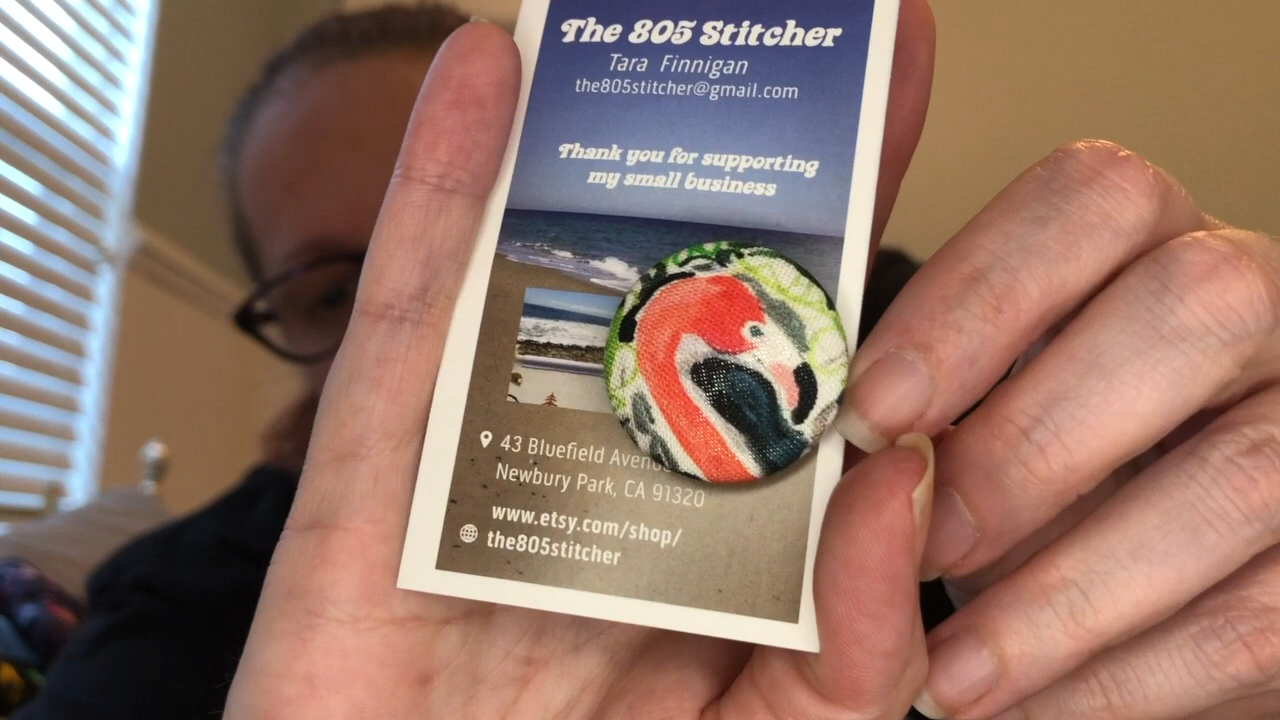 The 805 Stitcher
Tara Finnigan
the805stitcher@gmail.com
Thank you for supporting
my small business
43 Bluefield
Newbury Park, CA 91320
www.etsy.com/shop/
the805stitcher